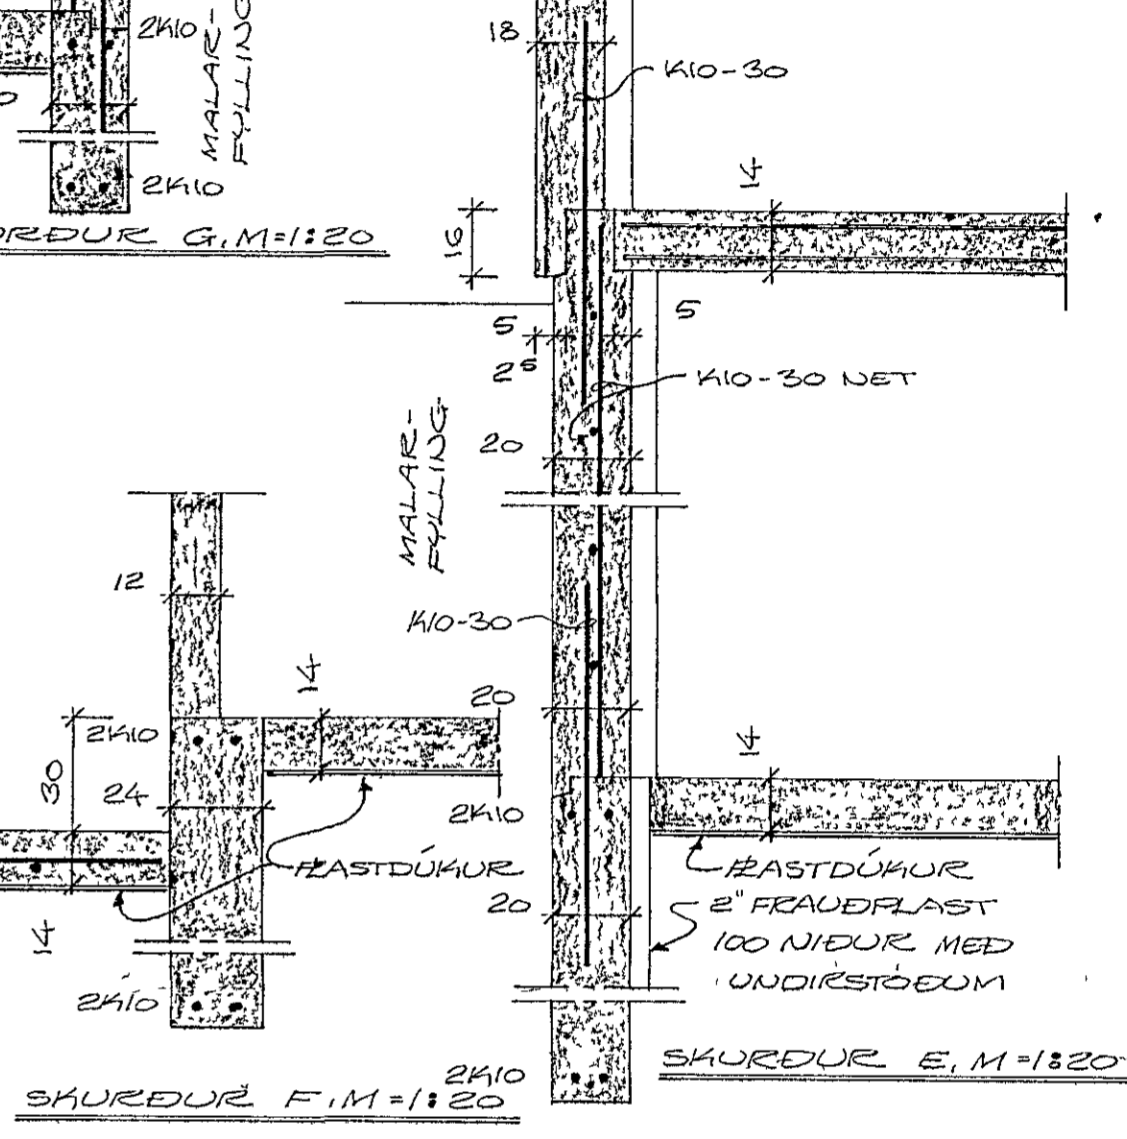 2K10
MALAR-
FYLLING
2K10
G, M=1:20
18
K10-30
14
16
5
2⁵
5
K10-30 NET
20
MALAR-
FYLLING
12
K10-30
14
20
2K10
30
24
14
2K10
PLASTDÚKUR
14
20
PLASTDÚKUR
2" FRAUÐPLAST
100 NIÐUR MEÐ
UNDIRSTÖÐUM
2K10
2K10
SKURÐUR E, M=1:20
SKURÐUR F, M=1:20